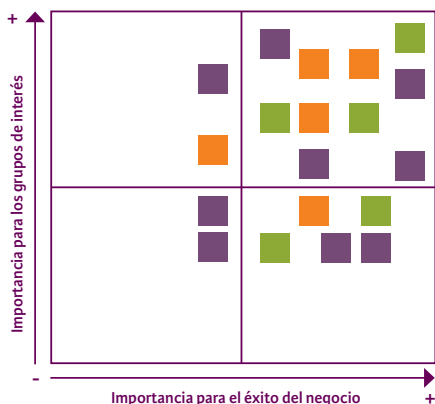 +
Importancia para los grupos de interés
-
Importancia para el éxito del negocio
+